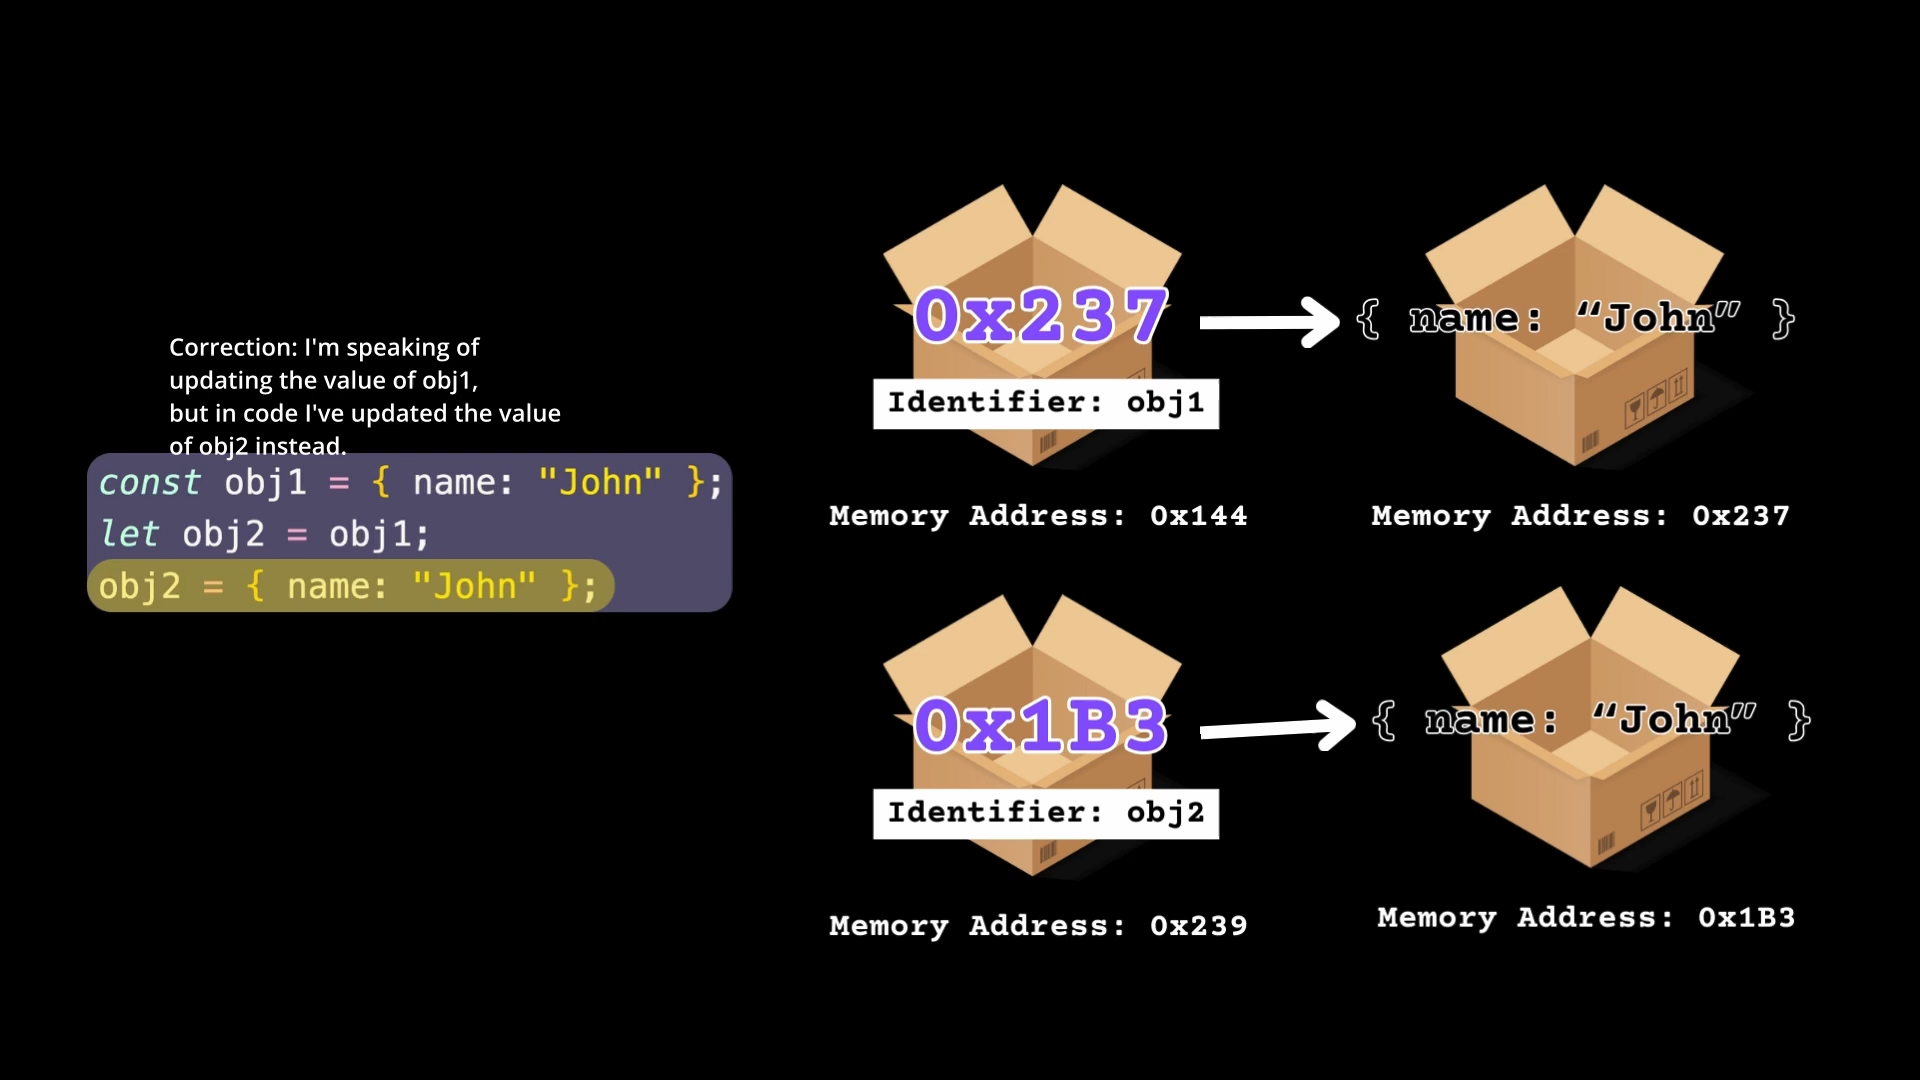 Correction: I'm speaking of
updating the value of obj1,
but in code I've updated the value
of obj2 instead.
const obj1 = { name: "John" };
let obj2 = obj1;
obj2 = { name: "John" };
0x237
{ name: “John” }
Identifier: obj1
Memory Address: 0x144
Memory Address: 0x237
0x1B3
{ name: “John” }
Identifier: obj2
Memory Address: 0x239
Memory Address: 0x1B3